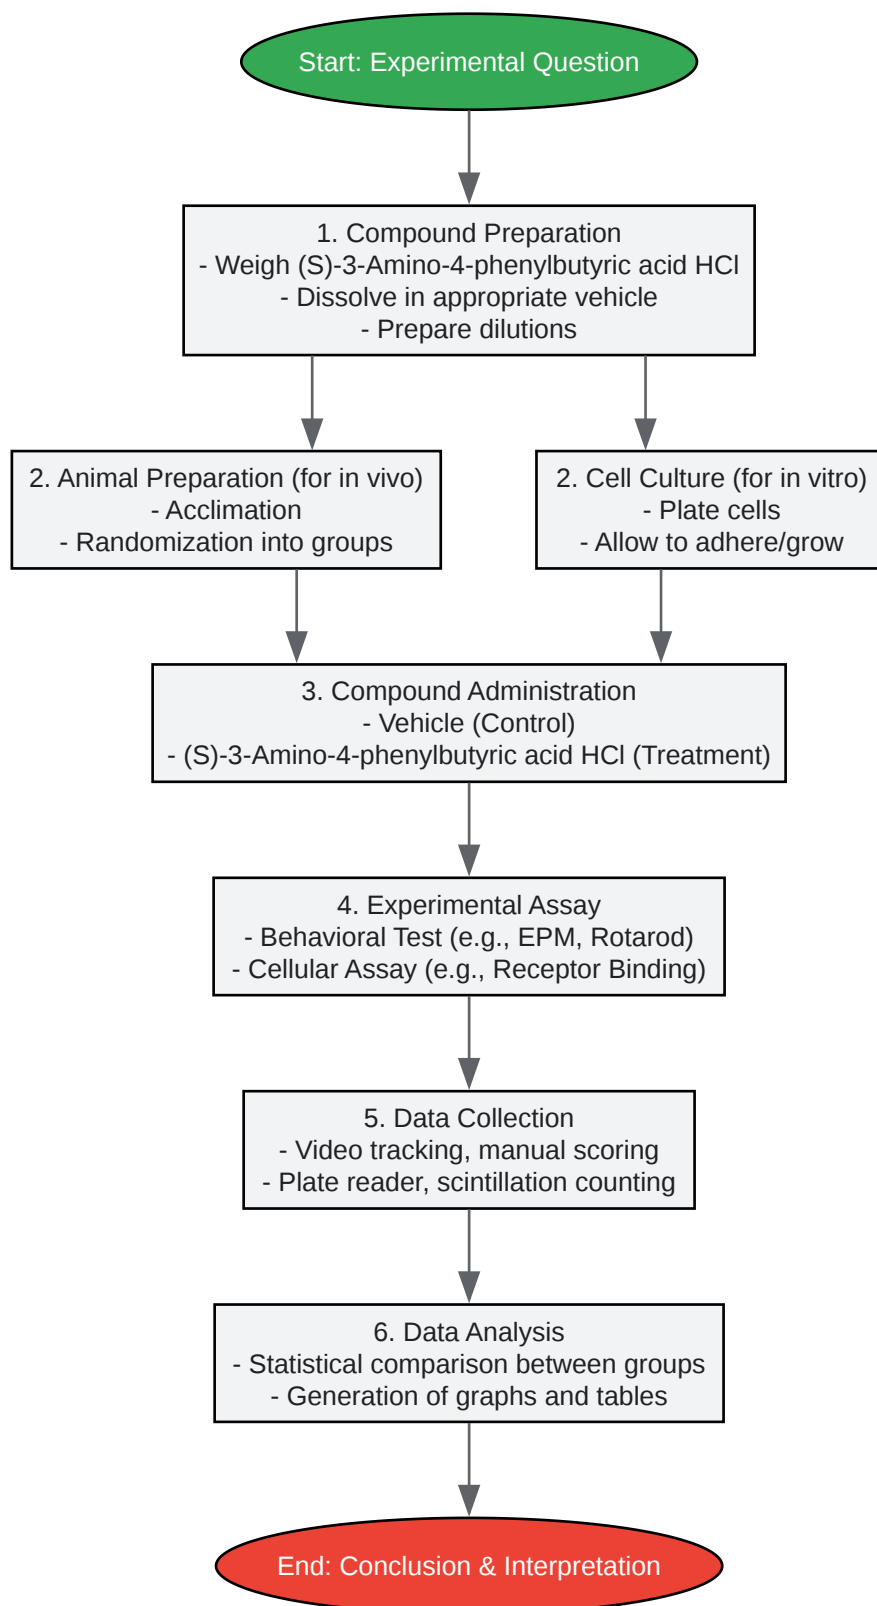 Start: Experimental Question
1. Compound Preparation
- Weigh (S)-3-Amino-4-phenylbutyric acid HCl
- Dissolve in appropriate vehicle
- Prepare dilutions
2. Animal Preparation (for in vivo)
- Acclimation
- Randomization into groups
2. Cell Culture (for in vitro)
- Plate cells
- Allow to adhere/grow
3. Compound Administration
- Vehicle (Control)
- (S)-3-Amino-4-phenylbutyric acid HCl (Treatment)
4. Experimental Assay
- Behavioral Test (e.g., EPM, Rotarod)
- Cellular Assay (e.g., Receptor Binding)
5. Data Collection
- Video tracking, manual scoring
- Plate reader, scintillation counting
6. Data Analysis
- Statistical comparison between groups
- Generation of graphs and tables
End: Conclusion & Interpretation